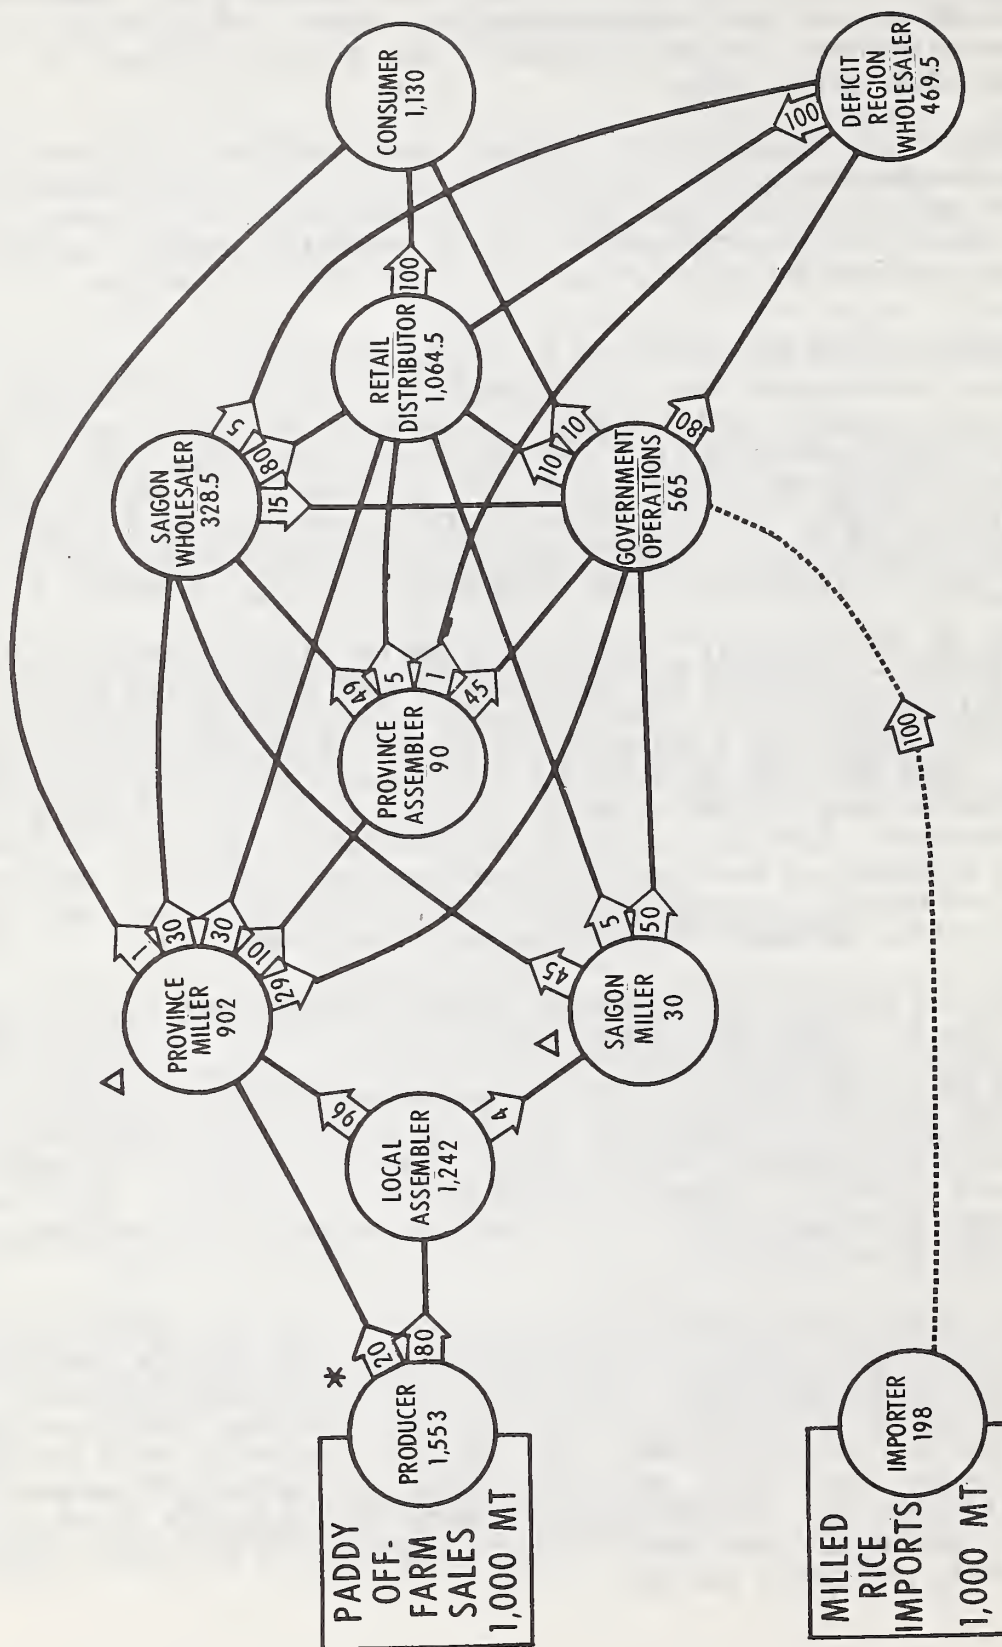 PADDY
OFF-
FARM
SALES
1,000 MT
PRODUCER
1,553
*
20
80
MILLED
RICE
IMPORTS
1,000 MT
IMPORTER
198
100
LOCAL
ASSEMBLER
1,242
96
4
Δ
PROVINCE
MILLER
902
1
30
30
10
29
Δ
SAIGON
MILLER
30
45
5
50
PROVINCE
ASSEMBLER
90
49
5
1
45
SAIGON
WHOLESALER
328.5
5
80
15
RETAIL
DISTRIBUTOR
1,064.5
100
GOVERNMENT
OPERATIONS
565
10
10
80
CONSUMER
1,130
DEFICIT
REGION
WHOLESALER
469.5
100